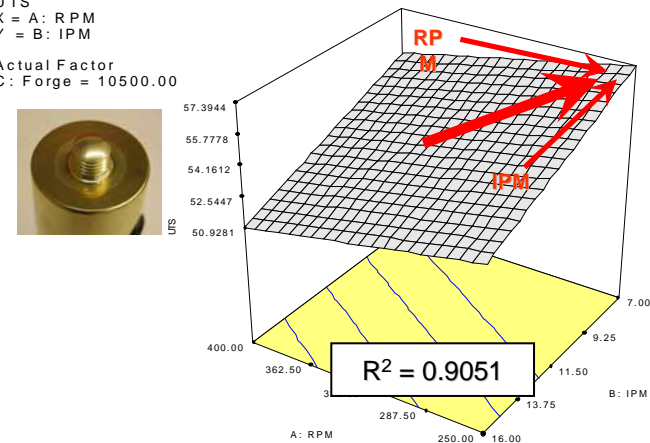 UTS
X = A: RPM
Y = B: IPM
Actual Factor
C: Forge = 10500.00
RP
M
IPM
57.3944
55.7778
54.1612
52.5447
50.9281
UTS
400.00
362.50
287.50
250.00
A: RPM
16.00
13.75
11.50
9.25
7.00
B: IPM
R² = 0.9051